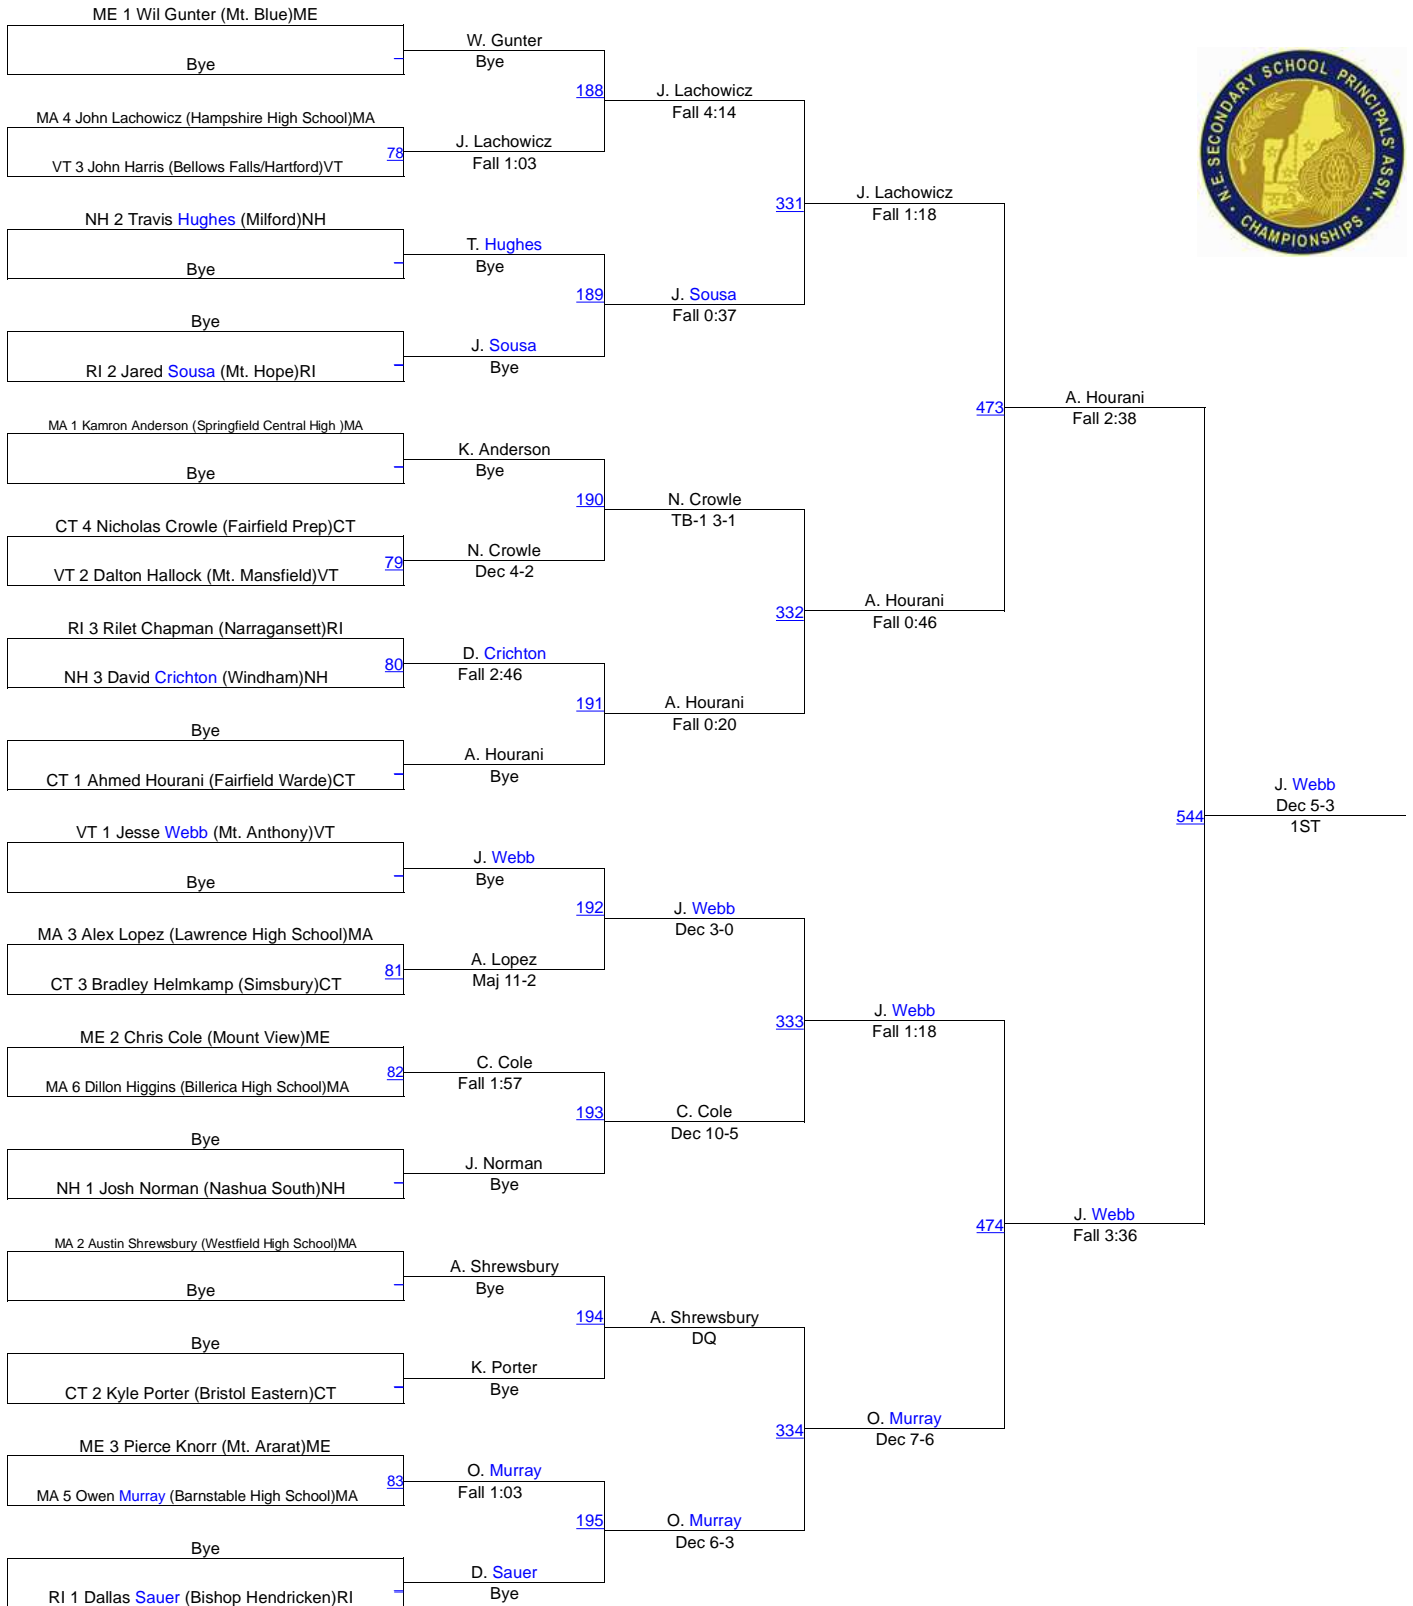 ME 1 Wil Gunter (Mt. Blue)ME
Bye
MA 4 John Lachowicz (Hampshire High School)MA
78
VT 3 John Harris (Bellows Falls/Hartford)VT
NH 2 Travis Hughes (Milford)NH
Bye
Bye
RI 2 Jared Sousa (Mt. Hope)RI
MA 1 Kamron Anderson (Springfield Central High )MA
Bye
CT 4 Nicholas Crowle (Fairfield Prep)CT
79
VT 2 Dalton Hallock (Mt. Mansfield)VT
RI 3 Rilet Chapman (Narragansett)RI
80
NH 3 David Crichton (Windham)NH
Bye
CT 1 Ahmed Hourani (Fairfield Warde)CT
VT 1 Jesse Webb (Mt. Anthony)VT
Bye
MA 3 Alex Lopez (Lawrence High School)MA
81
CT 3 Bradley Helmkamp (Simsbury)CT
ME 2 Chris Cole (Mount View)ME
82
MA 6 Dillon Higgins (Billerica High School)MA
Bye
NH 1 Josh Norman (Nashua South)NH
MA 2 Austin Shrewsbury (Westfield High School)MA
Bye
Bye
CT 2 Kyle Porter (Bristol Eastern)CT
ME 3 Pierce Knorr (Mt. Ararat)ME
83
MA 5 Owen Murray (Barnstable High School)MA
Bye
RI 1 Dallas Sauer (Bishop Hendricken)RI
W. Gunter
Bye
188
J. Lachowicz
Fall 1:03
T. Hughes
Bye
189
J. Sousa
Bye
K. Anderson
Bye
190
N. Crowle
Dec 4-2
D. Crichton
Fall 2:46
191
A. Hourani
Bye
J. Webb
Bye
192
A. Lopez
Maj 11-2
C. Cole
Fall 1:57
193
J. Norman
Bye
A. Shrewsbury
Bye
194
K. Porter
Bye
O. Murray
Fall 1:03
195
D. Sauer
Bye
J. Lachowicz
Fall 4:14
331
J. Sousa
Fall 0:37
N. Crowle
TB-1 3-1
332
A. Hourani
Fall 0:20
J. Webb
Dec 3-0
333
C. Cole
Dec 10-5
A. Shrewsbury
DQ
334
O. Murray
Dec 6-3
J. Lachowicz
Fall 1:18
473
A. Hourani
Fall 0:46
J. Webb
Fall 1:18
474
O. Murray
Dec 7-6
A. Hourani
Fall 2:38
544
J. Webb
Fall 3:36
J. Webb
Dec 5-3
1ST
N.E. SECONDARY SCHOOL PRINCIPALS' ASSN.
CHAMPIONSHIPS